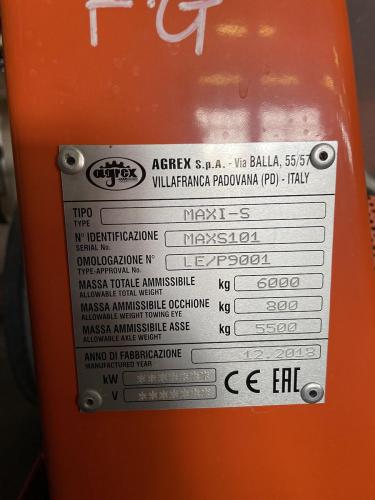 FG
agrex
AGREX S.p.A. - Via BALLA, 55/57
VILLAFRANCA PADOVANA (PD) - ITALY
TIPO
TYPE
MAXI-S
N° IDENTIFICAZIONE
SERIAL No.
MAXS101
OMOLOGAZIONE N°
TYPE-APPROVAL No.
LE/P9001
MASSA TOTALE AMMISSIBILE
ALLOWABLE TOTAL WEIGHT
kg 6000
MASSA AMMISSIBILE OCCHIONE
ALLOWABLE WEIGHT TOWING EYE
kg 800
MASSA AMMISSIBILE ASSE
ALLOWABLE AXLE WEIGHT
kg 5500
ANNO DI FABBRICAZIONE
MANUFACTURED YEAR
12.2018
kW *******
V *******
CE EAC